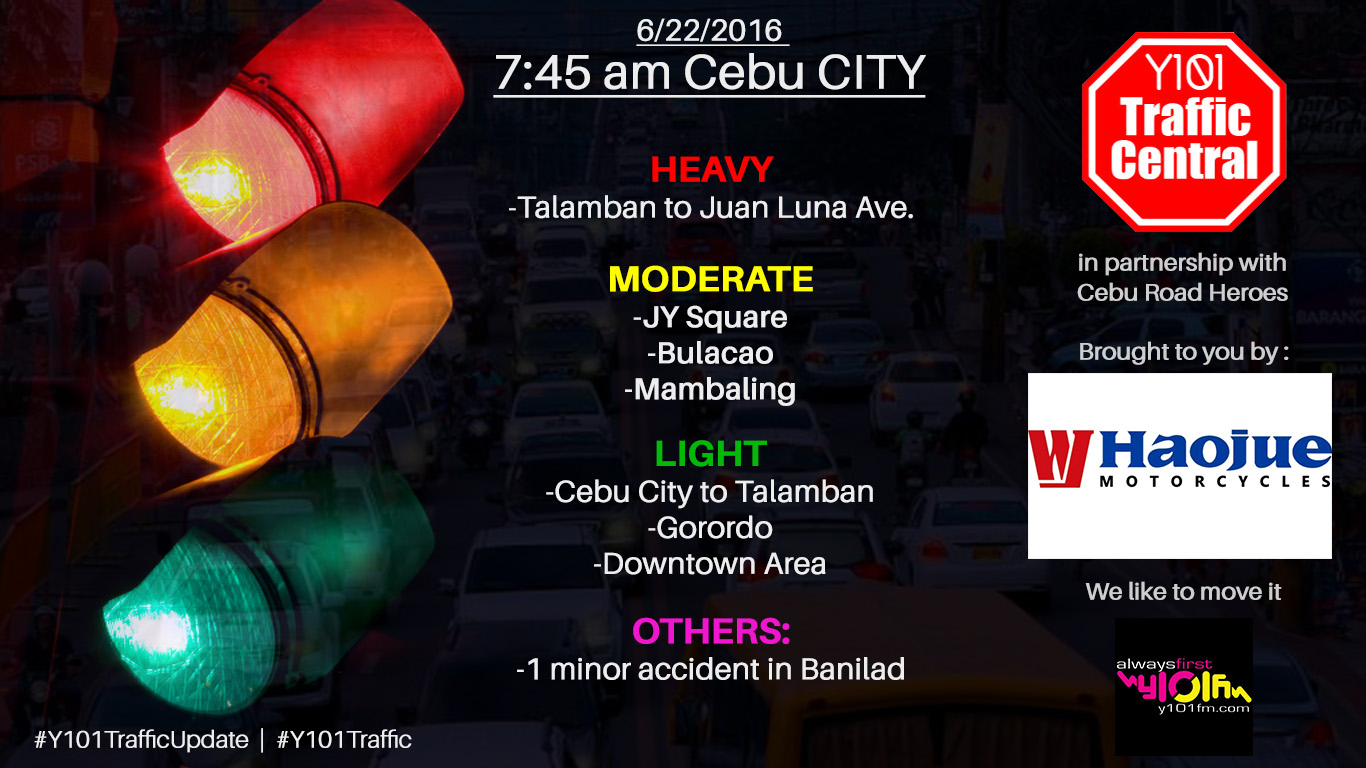 6/22/2016
7:45 am Cebu CITY
HEAVY
-Talamban to Juan Luna Ave.
MODERATE
-JY Square
-Bulacao
-Mambaling
LIGHT
-Cebu City to Talamban
-Gorordo
-Downtown Area
OTHERS:
-1 minor accident in Banilad
#Y101TrafficUpdate | #Y101Traffic
Y101
Traffic
Central
in partnership with
Cebu Road Heroes
Brought to you by :
Haojue
MOTORCYCLES
We like to move it
alwaysfirst
y101fm
y101fm.com
PSB